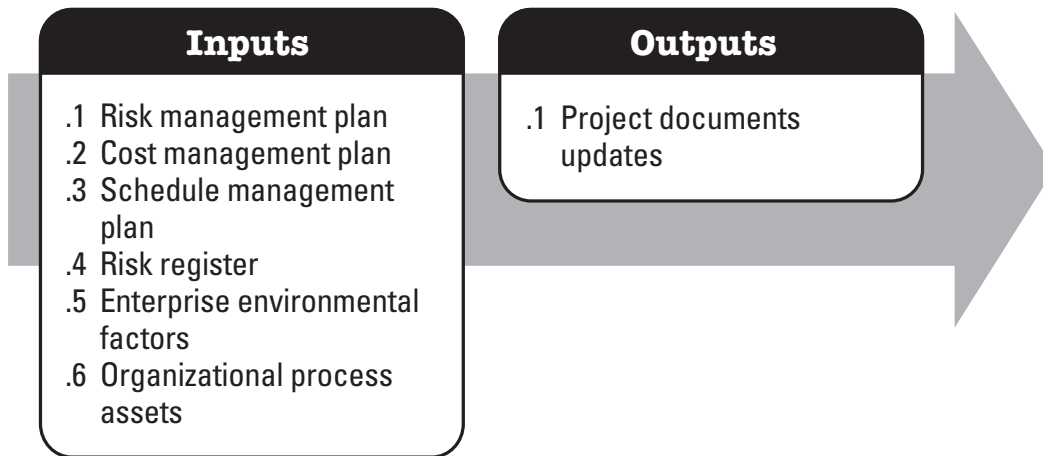 Inputs
.1 Risk management plan
.2 Cost management plan
.3 Schedule management
plan
.4 Risk register
.5 Enterprise environmental
factors
.6 Organizational process
assets
Outputs
.1 Project documents
updates